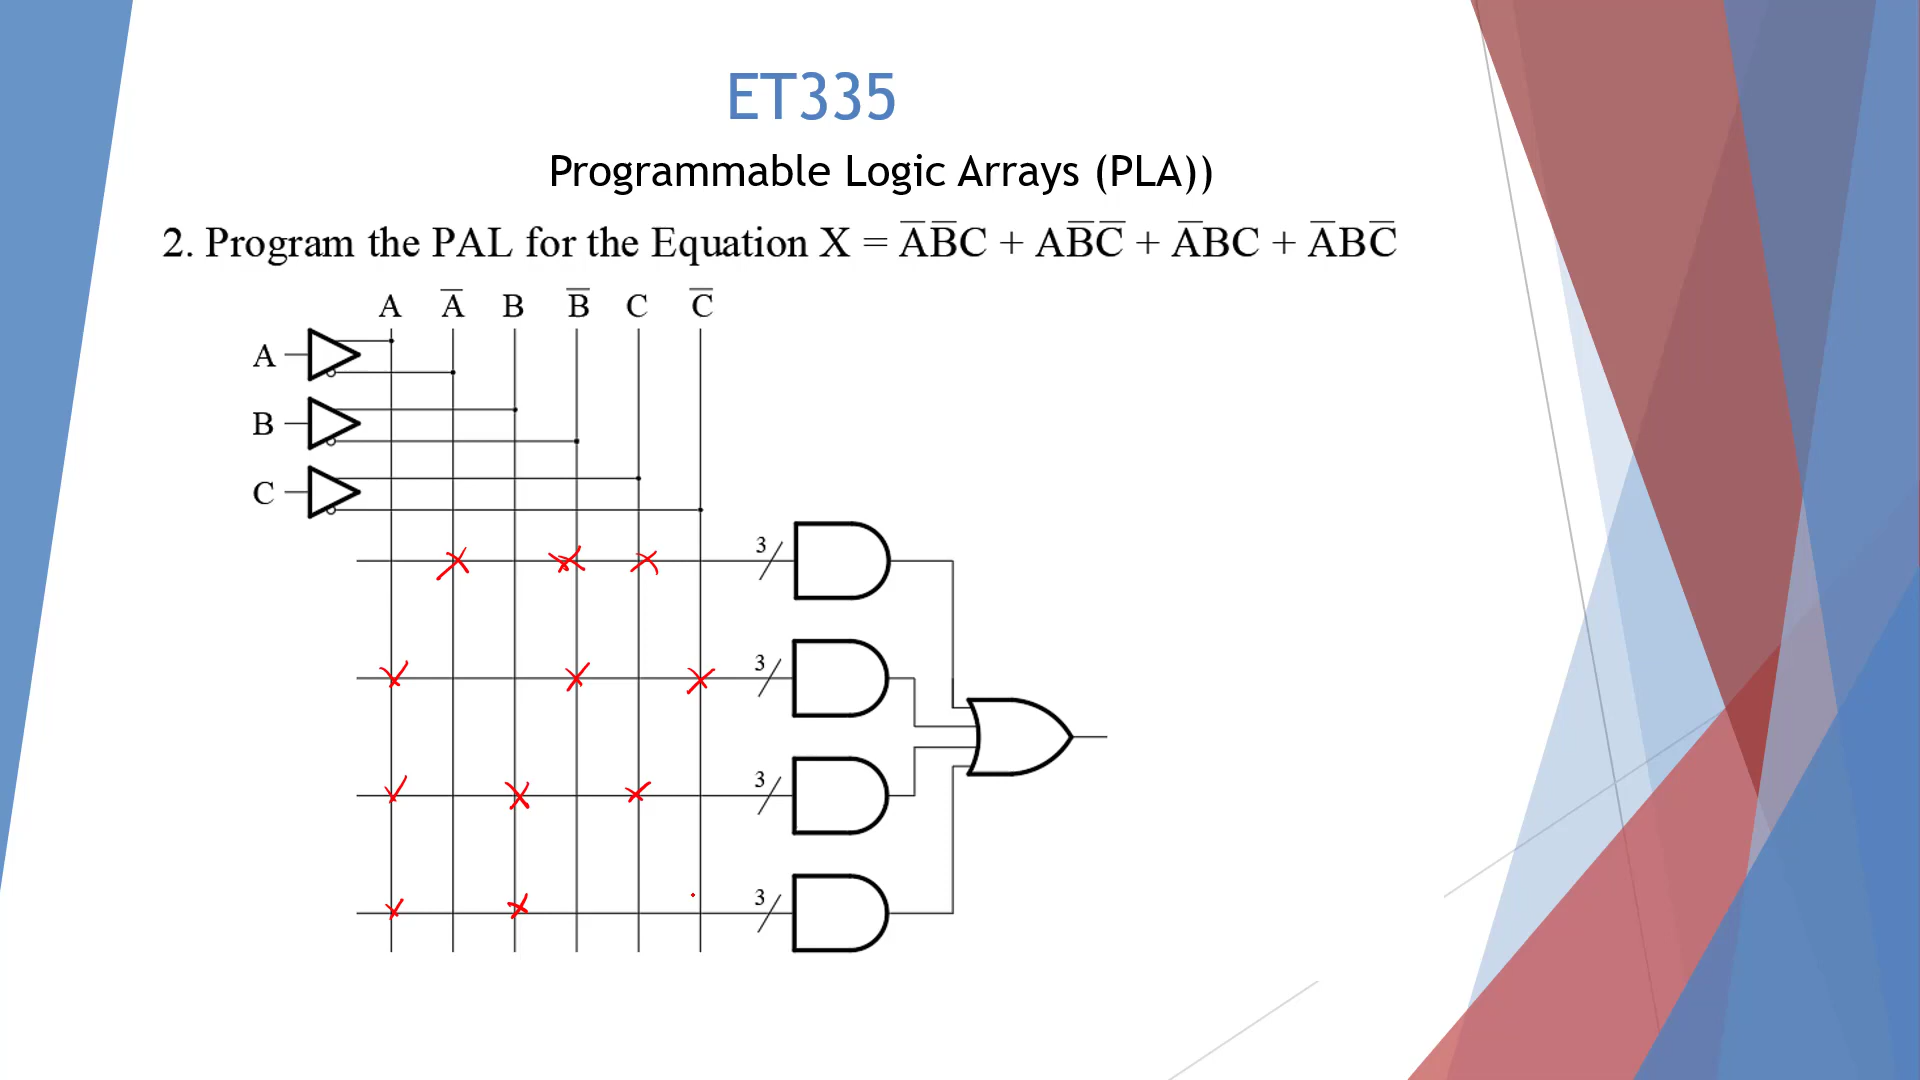 ET335
Programmable Logic Arrays (PLA))
2. Program the PAL for the Equation X = A̅B̅C + AB̅C̅ + A̅BC + A̅BC̅
A A̅ B B̅ C C̅
A
B
C
3
3
3
3